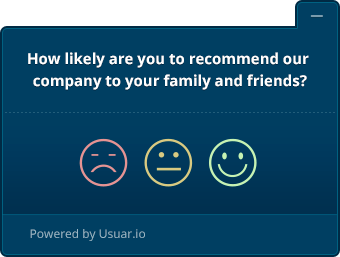 How likely are you to recommend our
company to your family and friends?
Powered by Usuar.io